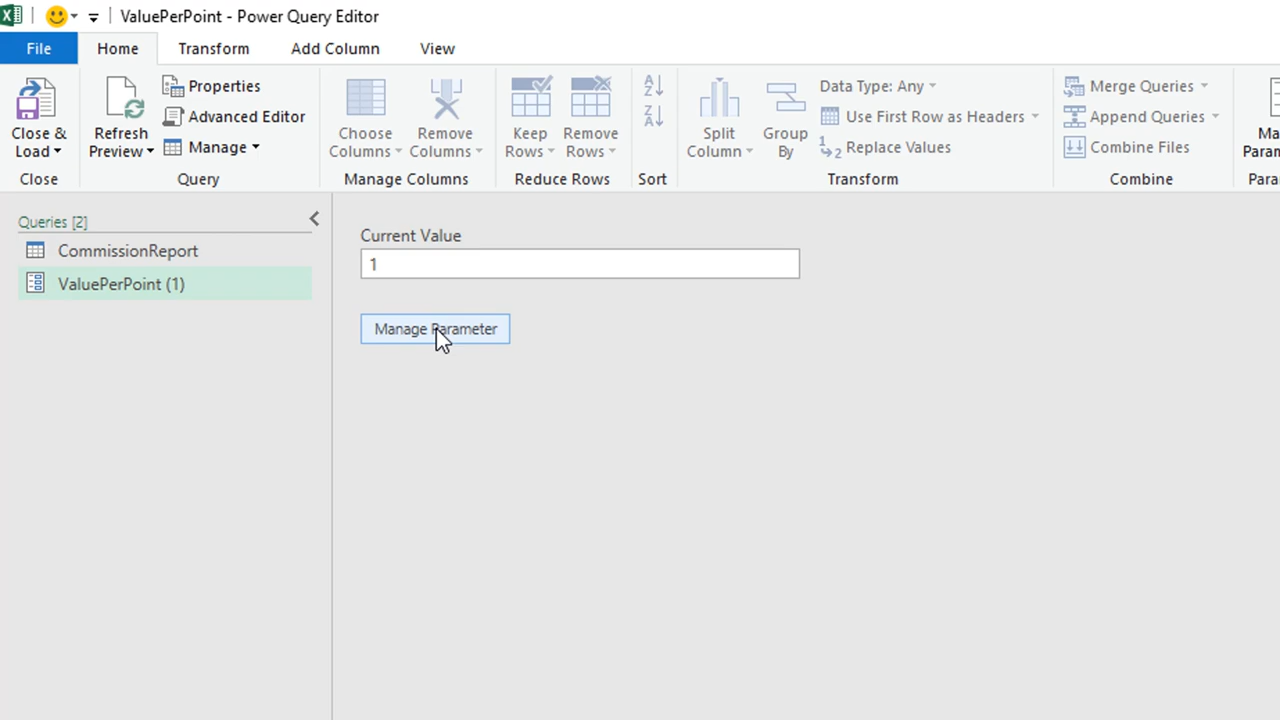 ValuePerPoint - Power Query Editor
File Home Transform Add Column View
Close & Load
Refresh Preview
Properties
Advanced Editor
Manage
Choose Columns
Remove Columns
Keep Rows
Remove Rows
A Z
Z A
Split Column
Group By
Data Type: Any
Use First Row as Headers
1 2 Replace Values
Merge Queries
Append Queries
Combine Files
Close Query Manage Columns Reduce Rows Sort Transform Combine
Queries [2]
CommissionReport
ValuePerPoint (1)
Current Value
1
Manage Parameter